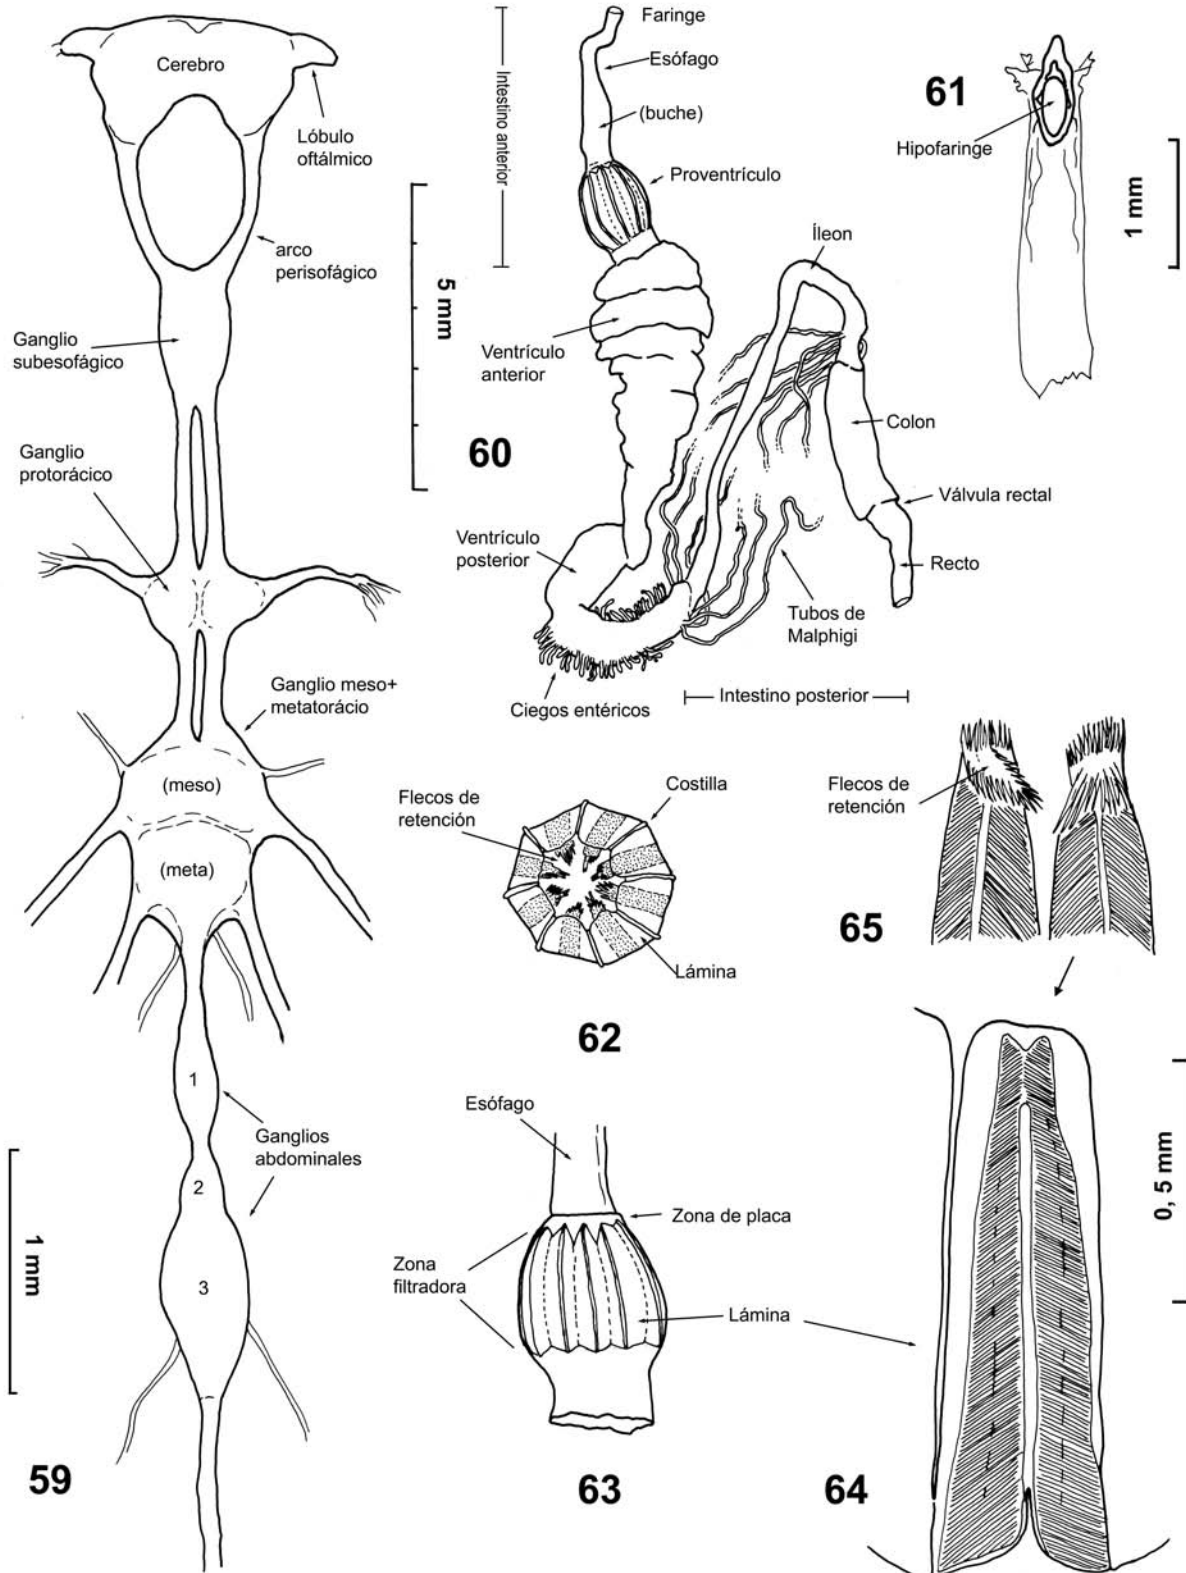 Cerebro
Lóbulo
oftálmico
arco
perisofágico
Ganglio
subesofágico
Ganglio
protorácico
Ganglio meso+
metatorácio
(meso)
(meta)
1
2
3
Ganglios
abdominales
1 mm
59
Intestino anterior
Faringe
Esófago
(buche)
Proventrículo
5 mm
Íleon
Ventrículo
anterior
60
Colon
Válvula rectal
Recto
Ventrículo
posterior
Tubos de
Malphigi
Ciegos entéricos
Intestino posterior
61
Hipofaringe
1 mm
Flecos de
retención
Costilla
Lámina
62
Flecos de
retención
65
Esófago
Zona de placa
Zona
filtradora
Lámina
63
0, 5 mm
64